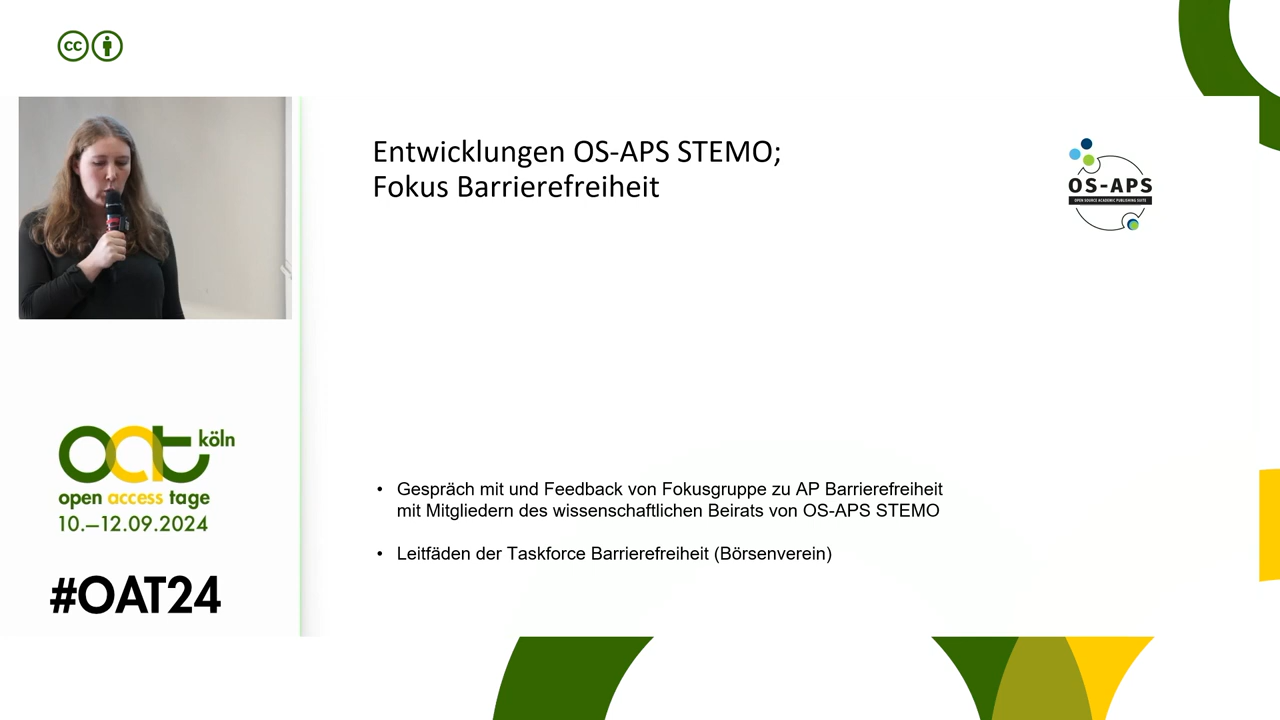 cc
Entwicklungen OS-APS STEMO;
Fokus Barrierefreiheit
OS-APS
OPEN SOURCE ACADEMIC PUBLISHING SUITE
oat köln
open access tage
10.–12.09.2024
#OAT24
• Gespräch mit und Feedback von Fokusgruppe zu AP Barrierefreiheit
mit Mitgliedern des wissenschaftlichen Beirats von OS-APS STEMO
• Leitfäden der Taskforce Barrierefreiheit (Börsenverein)